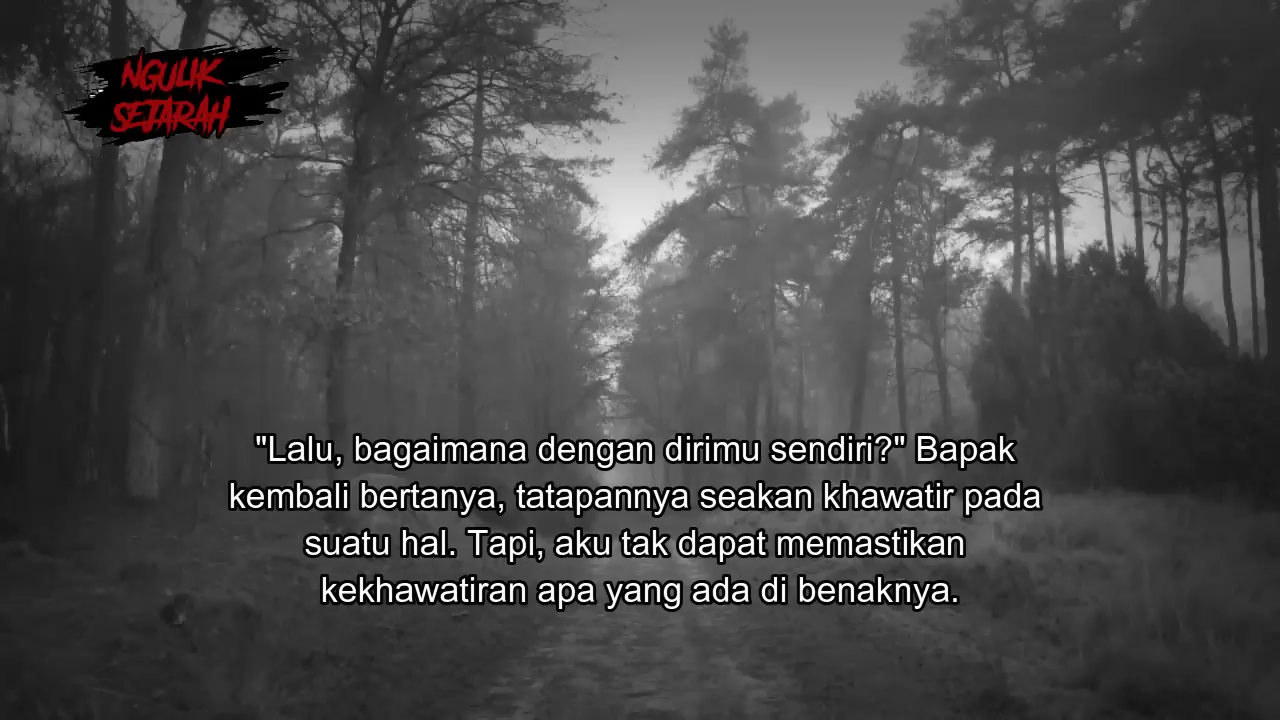 NGULIK
SEJARAH
"Lalu, bagaimana dengan dirimu sendiri?" Bapak
kembali bertanya, tatapannya seakan khawatir pada
suatu hal. Tapi, aku tak dapat memastikan
kekhawatiran apa yang ada di benaknya.